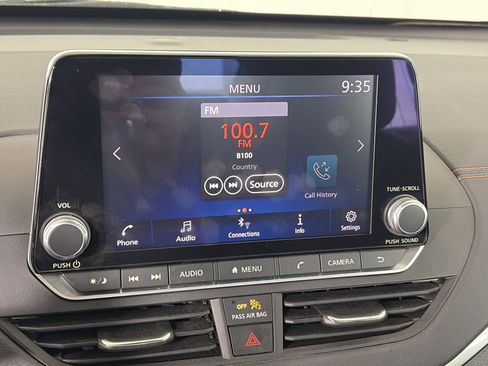 MENU 9:35
FM
100.7
FM
B100
Country
Source
Call History
VOL
TUNE·SCROLL
Phone Audio Connections Info Settings
PUSH
PUSH SOUND
AUDIO MENU CAMERA
OFF
PASS AIR BAG